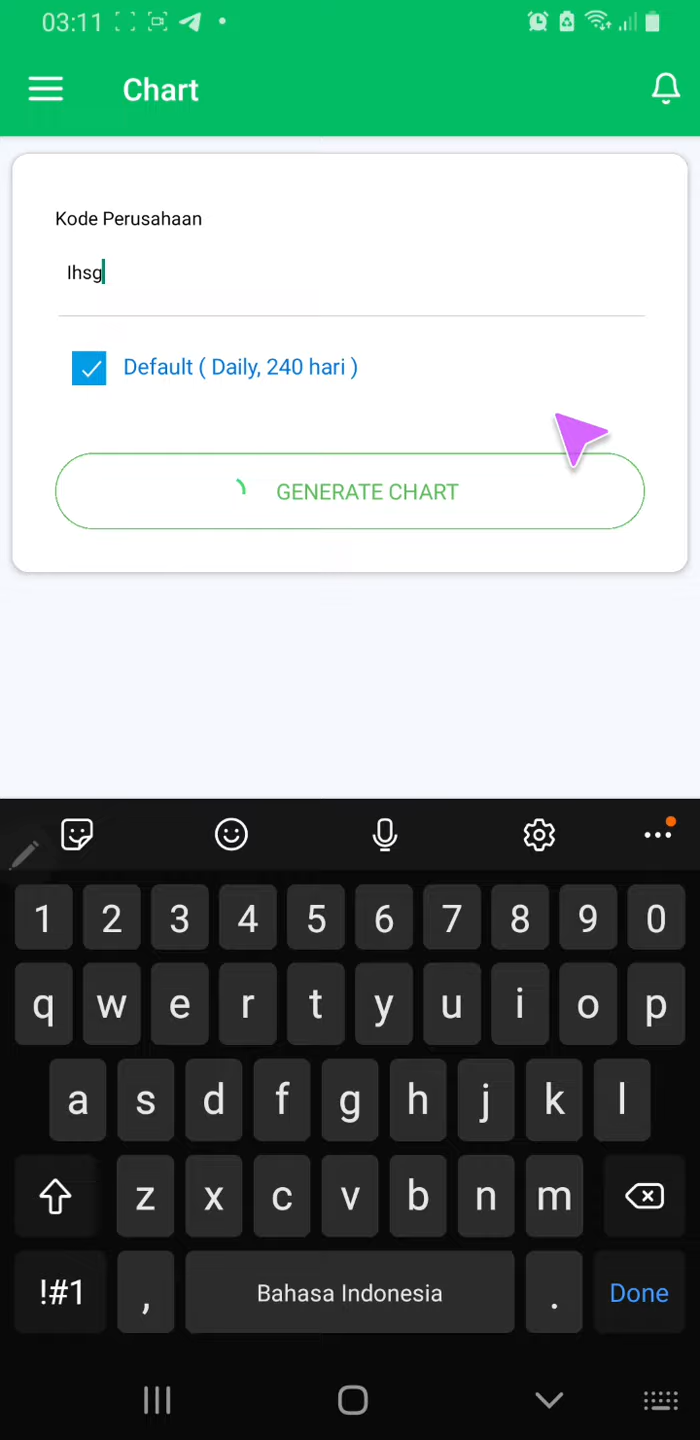 03:11
Chart
Kode Perusahaan
Ihsg
Default ( Daily, 240 hari )
GENERATE CHART
1 2 3 4 5 6 7 8 9 0
q w e r t y u i o p
a s d f g h j k l
z x c v b n m
!#1 , Bahasa Indonesia . Done